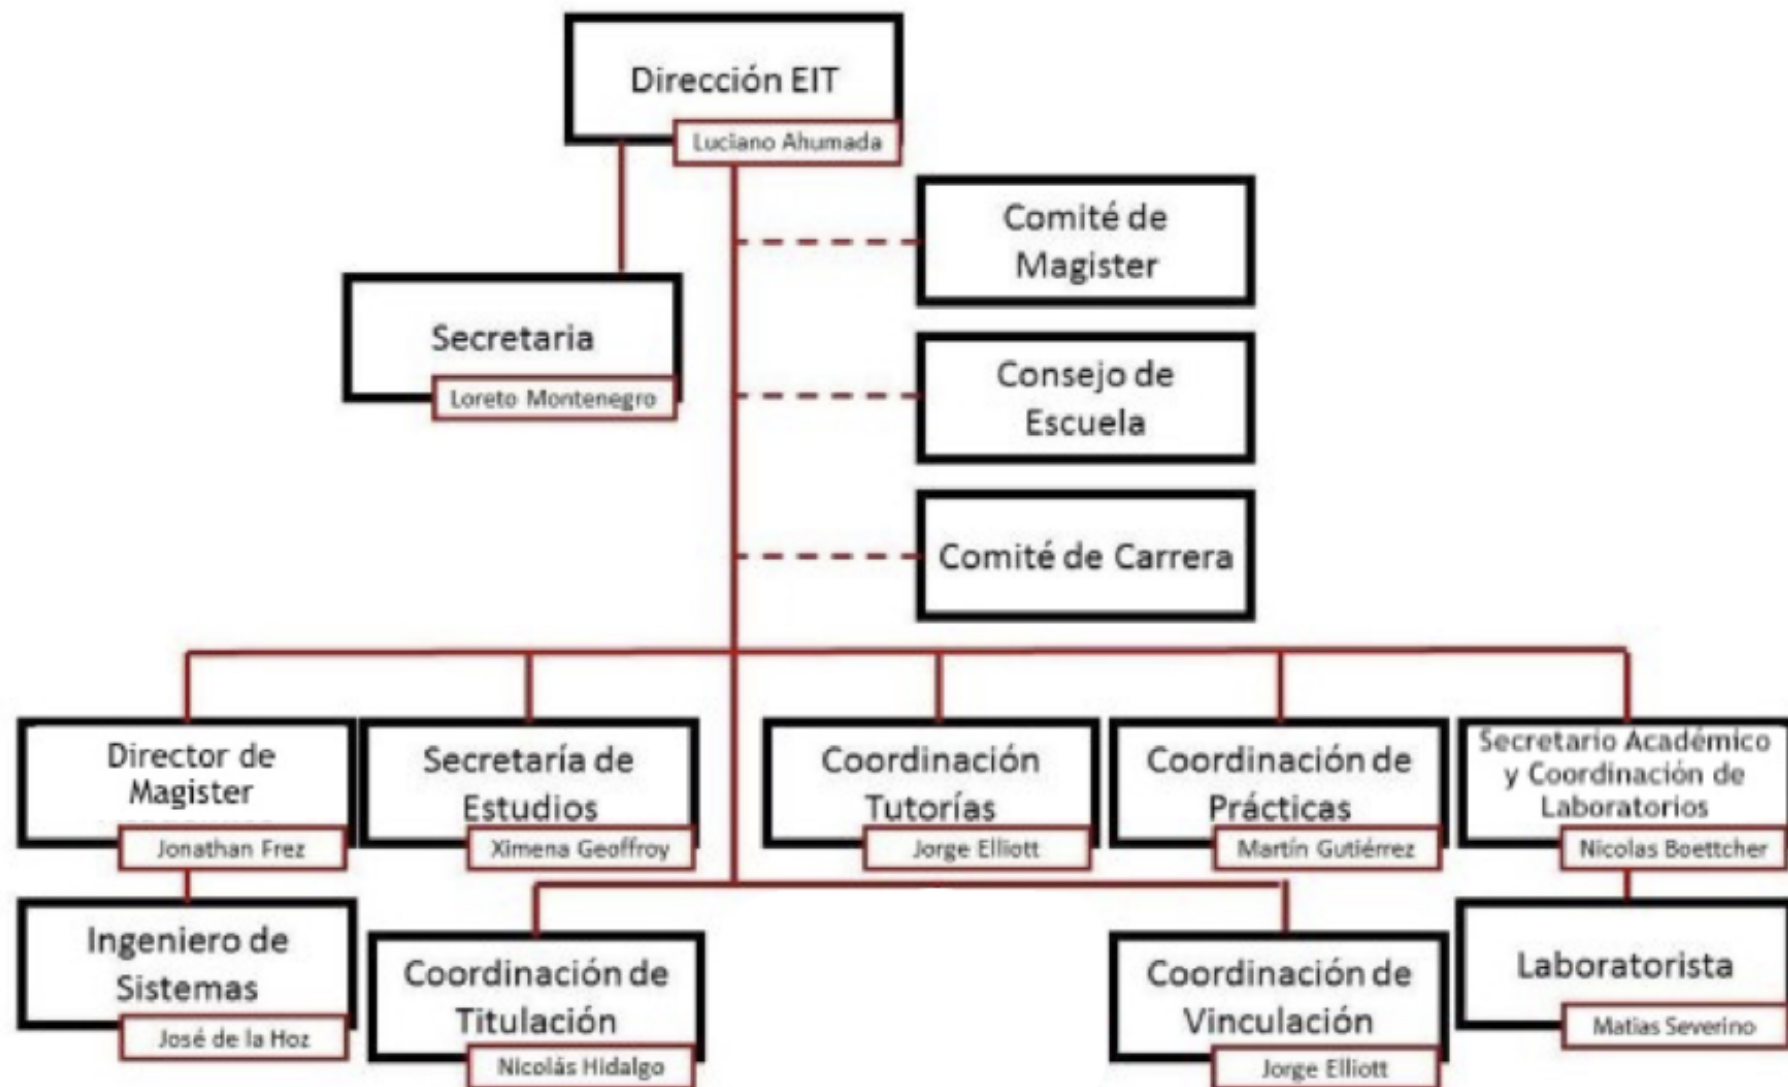 Dirección EIT
Luciano Ahumada
Comité de
Magister
Secretaria
Loreto Montenegro
Consejo de
Escuela
Comité de Carrera
Director de
Magister
Jonathan Frez
Secretaría de
Estudios
Ximena Geoffroy
Coordinación
Tutorías
Jorge Elliott
Coordinación de
Prácticas
Martín Gutiérrez
Secretario Académico
y Coordinación de
Laboratorios
Nicolas Boettcher
Ingeniero de
Sistemas
José de la Hoz
Coordinación de
Titulación
Nicolás Hidalgo
Coordinación de
Vinculación
Jorge Elliott
Laboratorista
Matias Severino